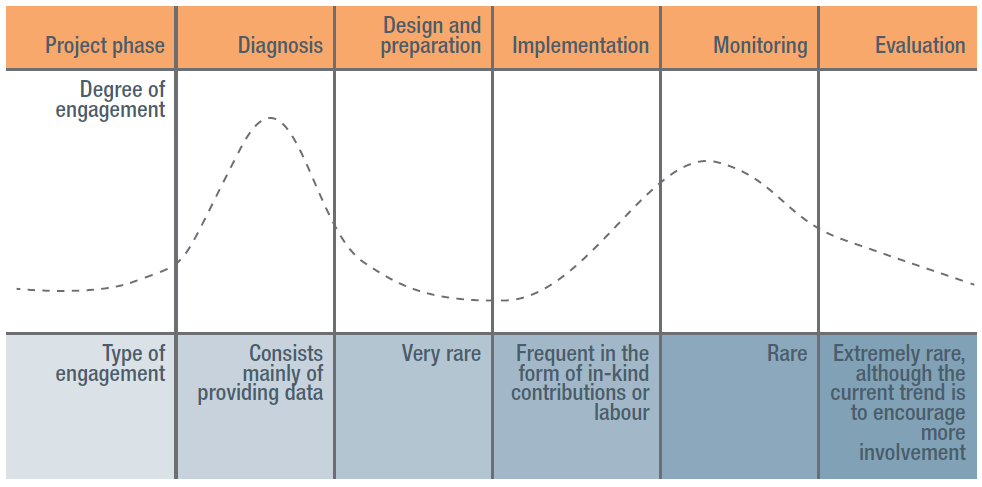 Project phase
Diagnosis
Design and
preparation
Implementation
Monitoring
Evaluation
Degree of
engagement
Type of
engagement
Consists
mainly of
providing data
Very rare
Frequent in the
form of in-kind
contributions or
labour
Rare
Extremely rare,
although the
current trend is
to encourage
more
involvement